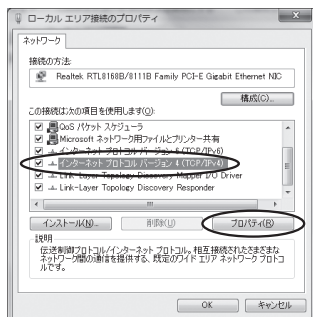 ローカル エリア接続のプロパティ
ネットワーク
接続の方法:
Realtek RTL8168B/8111B Family PCI-E Gigabit Ethernet NIC
構成(C)...
この接続は次の項目を使用します(O):
QoS パケット スケジューラ
Microsoft ネットワーク用ファイルとプリンター共有
インターネット プロトコル バージョン 6 (TCP/IPv6)
インターネット プロトコル バージョン 4 (TCP/IPv4)
Link-Layer Topology Discovery Mapper I/O Driver
Link-Layer Topology Discovery Responder
インストール(N)... 削除(U) プロパティ(R)
説明
伝送制御プロトコル/インターネット プロトコル。相互接続されたさまざまな
ネットワーク間の通信を提供する、既定のワイド エリア ネットワーク プロトコ
ルです。
OK キャンセル